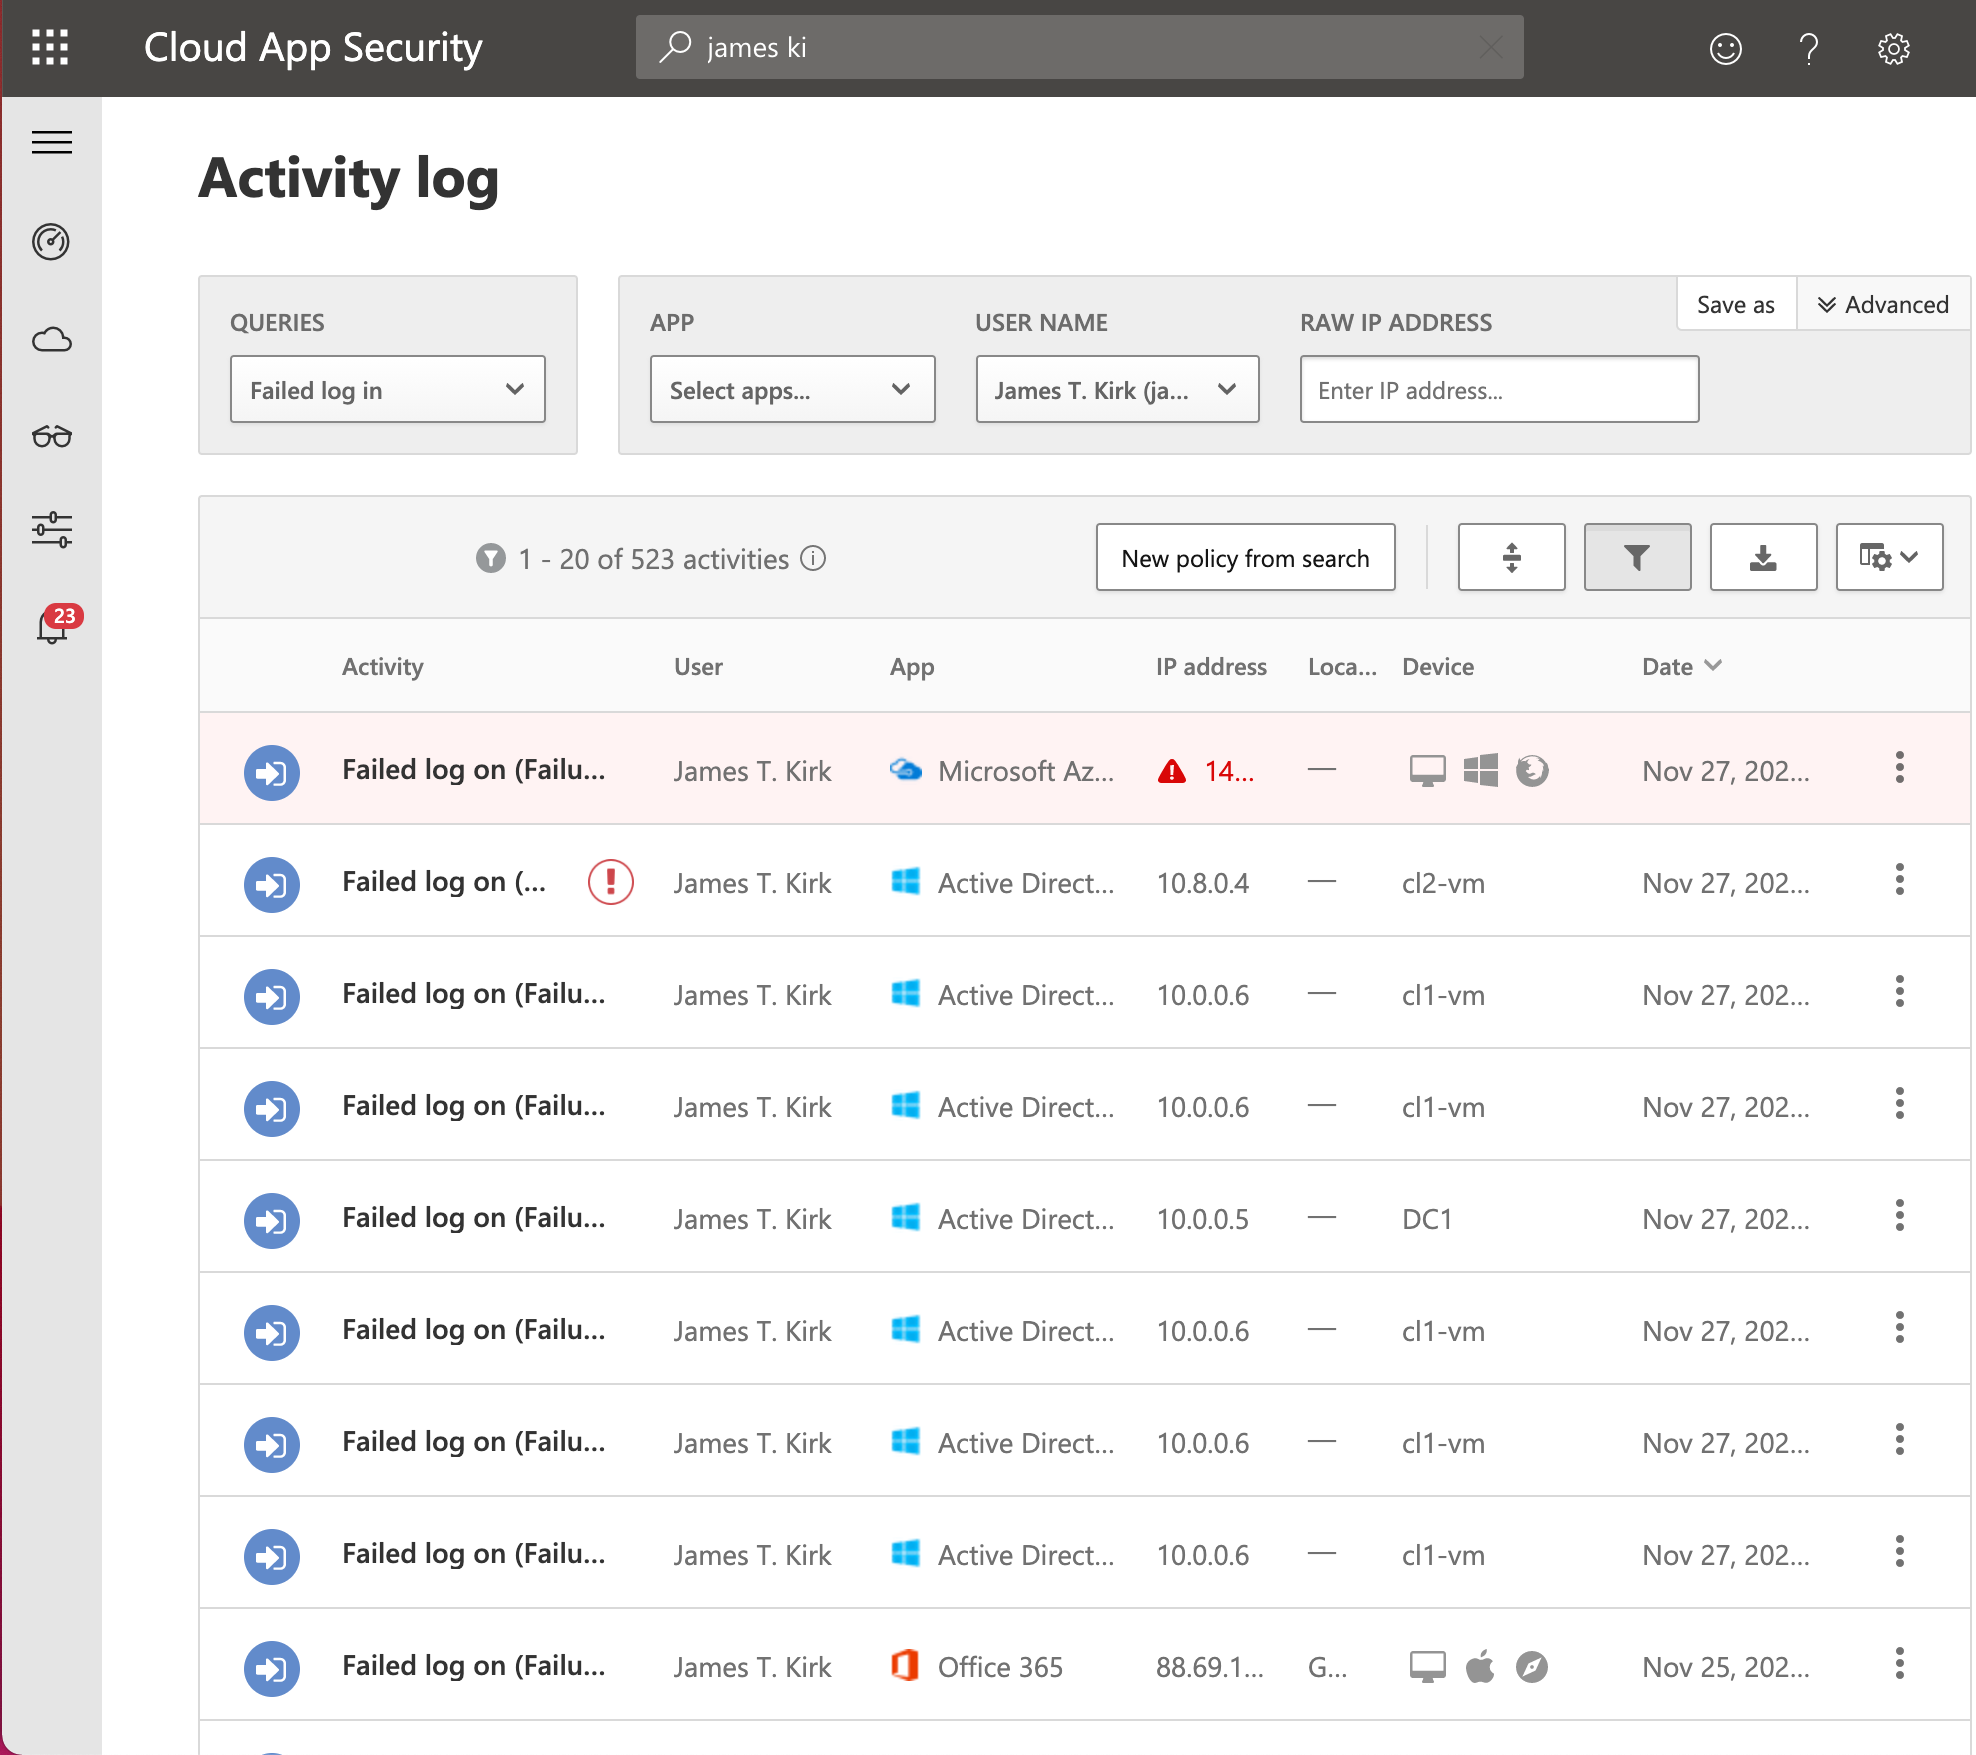 Cloud App Security
james ki
Activity log
QUERIES
Failed log in
APP
Select apps...
USER NAME
James T. Kirk (ja...
RAW IP ADDRESS
Enter IP address...
Save as
Advanced
23
1 - 20 of 523 activities
New policy from search
Activity User App IP address Loca... Device Date
Failed log on (Failu... James T. Kirk Microsoft Az... 14... — Nov 27, 202...
Failed log on (... James T. Kirk Active Direct... 10.8.0.4 — cl2-vm Nov 27, 202...
Failed log on (Failu... James T. Kirk Active Direct... 10.0.0.6 — cl1-vm Nov 27, 202...
Failed log on (Failu... James T. Kirk Active Direct... 10.0.0.6 — cl1-vm Nov 27, 202...
Failed log on (Failu... James T. Kirk Active Direct... 10.0.0.5 — DC1 Nov 27, 202...
Failed log on (Failu... James T. Kirk Active Direct... 10.0.0.6 — cl1-vm Nov 27, 202...
Failed log on (Failu... James T. Kirk Active Direct... 10.0.0.6 — cl1-vm Nov 27, 202...
Failed log on (Failu... James T. Kirk Active Direct... 10.0.0.6 — cl1-vm Nov 27, 202...
Failed log on (Failu... James T. Kirk Office 365 88.69.1... G... Nov 25, 202...